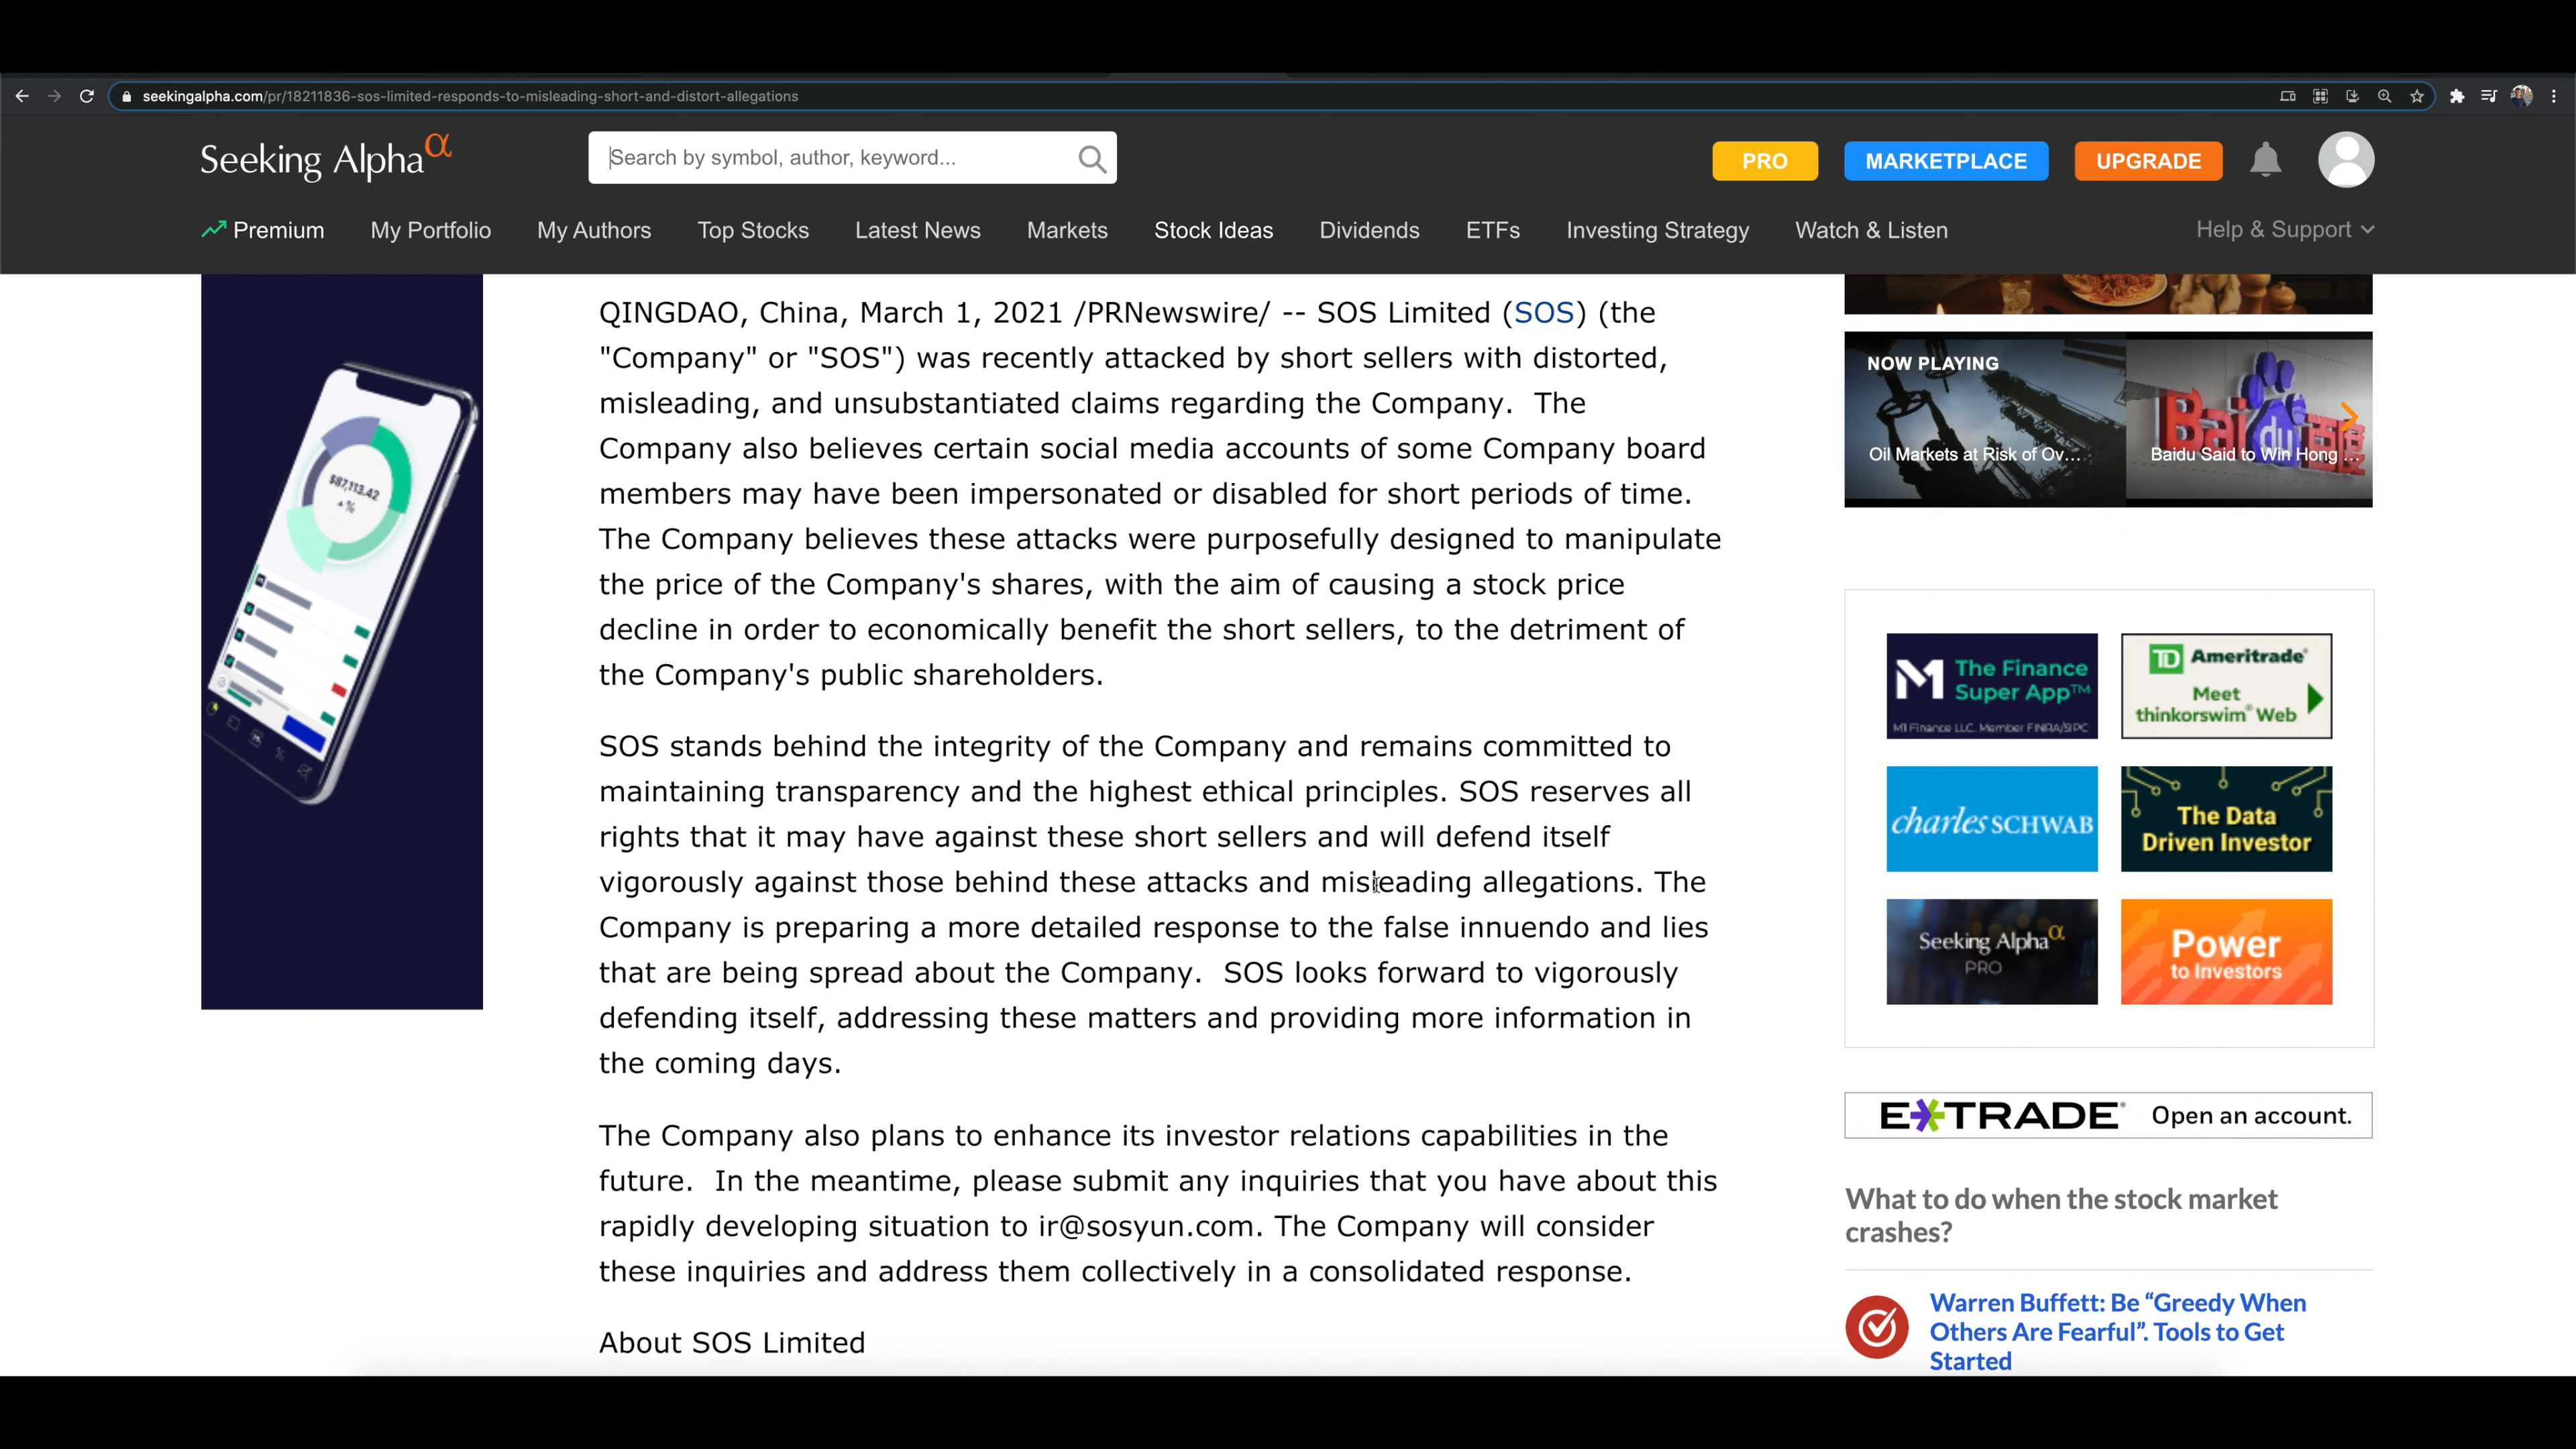 seekingalpha.com/pr/18211836-sos-limited-responds-to-misleading-short-and-distort-allegations
Seeking Alpha α
Search by symbol, author, keyword...
PRO
MARKETPLACE
UPGRADE
Premium
My Portfolio
My Authors
Top Stocks
Latest News
Markets
Stock Ideas
Dividends
ETFs
Investing Strategy
Watch & Listen
Help & Support
$87,113.42
%
QINGDAO, China, March 1, 2021 /PRNewswire/ -- SOS Limited (SOS) (the
"Company" or "SOS") was recently attacked by short sellers with distorted,
misleading, and unsubstantiated claims regarding the Company.  The
Company also believes certain social media accounts of some Company board
members may have been impersonated or disabled for short periods of time.
The Company believes these attacks were purposefully designed to manipulate
the price of the Company's shares, with the aim of causing a stock price
decline in order to economically benefit the short sellers, to the detriment of
the Company's public shareholders.
SOS stands behind the integrity of the Company and remains committed to
maintaining transparency and the highest ethical principles. SOS reserves all
rights that it may have against these short sellers and will defend itself
vigorously against those behind these attacks and misleading allegations. The
Company is preparing a more detailed response to the false innuendo and lies
that are being spread about the Company.  SOS looks forward to vigorously
defending itself, addressing these matters and providing more information in
the coming days.
The Company also plans to enhance its investor relations capabilities in the
future.  In the meantime, please submit any inquiries that you have about this
rapidly developing situation to ir@sosyun.com. The Company will consider
these inquiries and address them collectively in a consolidated response.
About SOS Limited
NOW PLAYING
Oil Markets at Risk of Ov...
Bai du 百度
Baidu Said to Win Hong ...
M1 The Finance
Super App™
M1 Finance LLC, Member FINRA/SIPC
TD Ameritrade®
Meet
thinkorswim® Web
charles SCHWAB
The Data
Driven Investor
Seeking Alpha α
PRO
Power
to Investors
E*TRADE® Open an account.
What to do when the stock market
crashes?
Warren Buffett: Be “Greedy When
Others Are Fearful”. Tools to Get
Started